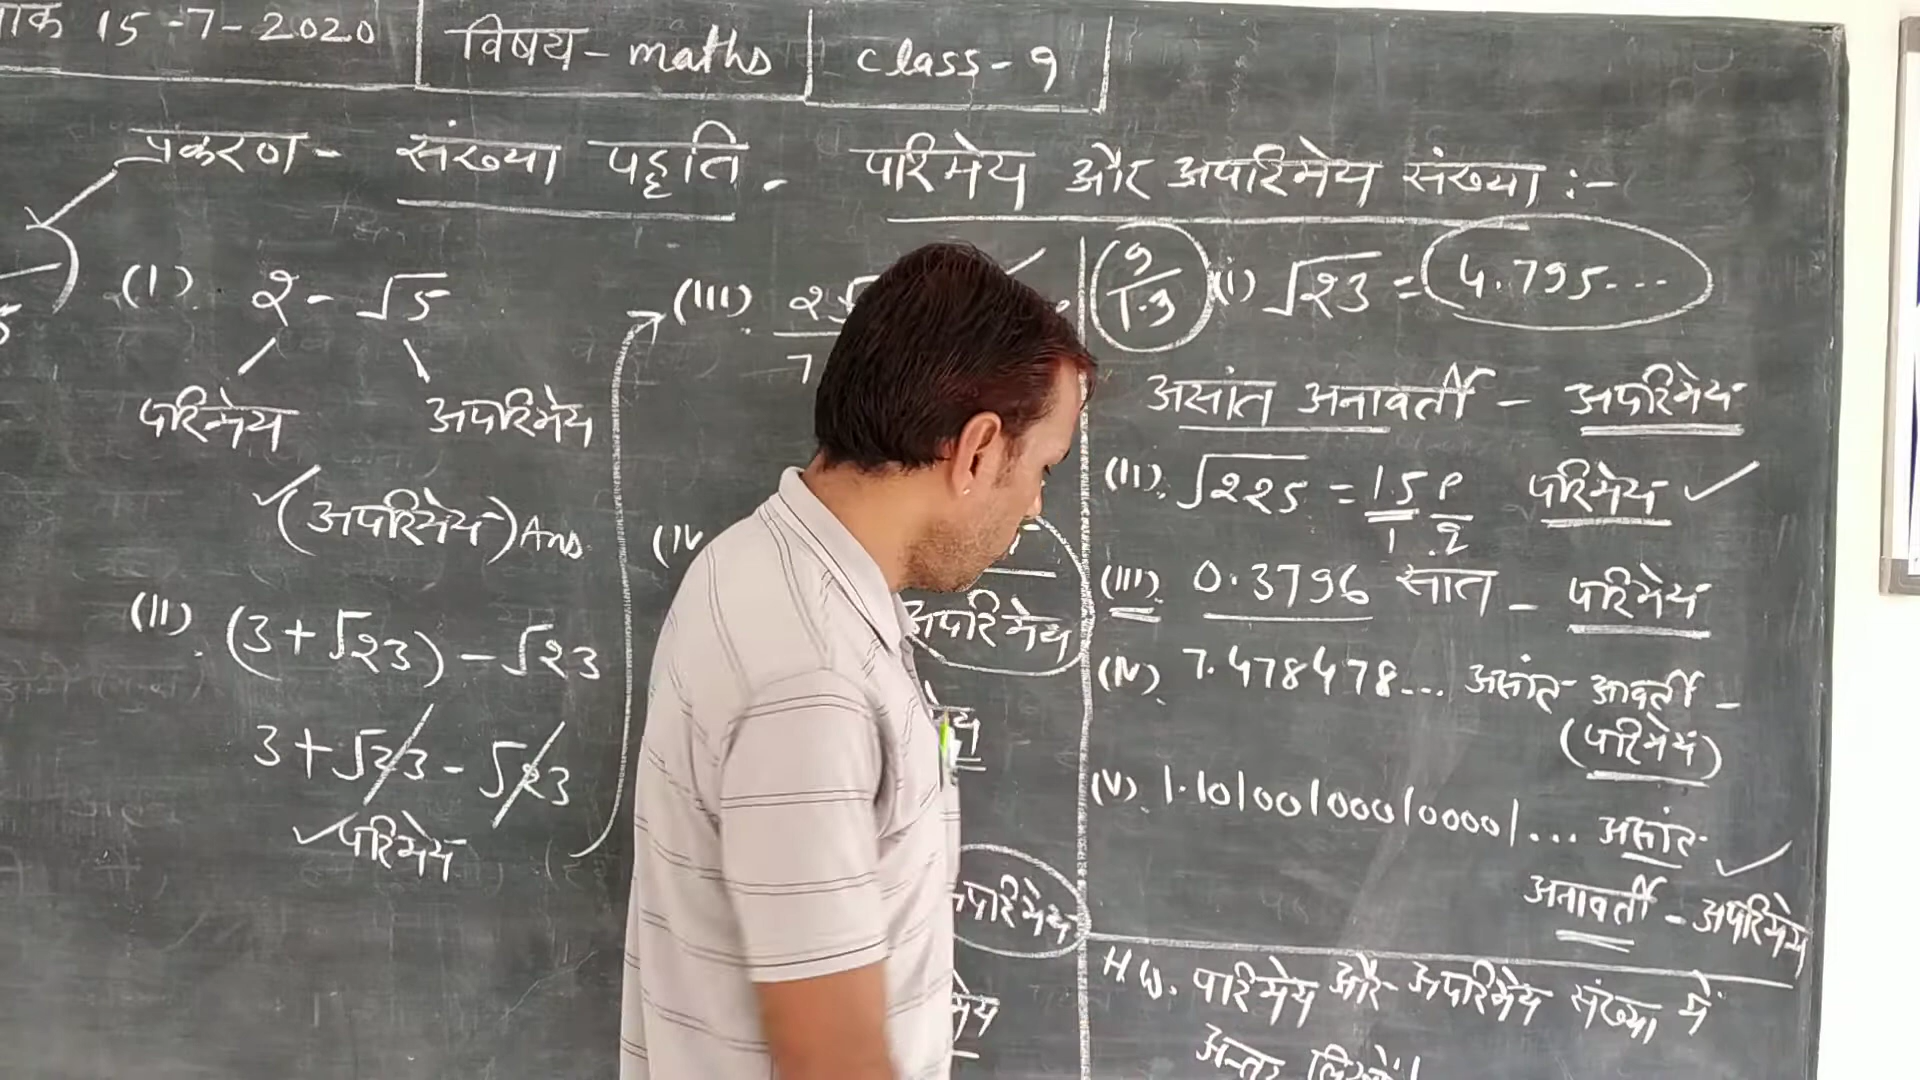 15-7-2020 विषय - maths class - 9
प्रकरण - संख्या पद्दति - परिमेय और अपरिमेय संख्या :-
(I). २ - √5
परिमेय अपरिमेय
✓(अपरिमेय) Ans
(II). (3+√२3) - √२3
3+√23 - √२3
✓परिमेय
(III). २√
7
(IV
अपरिमेय
9/1.3 (i) √२3 = 4.795...
असांत अनावर्ती - अपरिमेय
(II). √२२5 = 15/1 P/q परिमेय ✓
(III). 0.3796 सांत - परिमेय
(IV). 7.478478... असांत आवर्ती -
(परिमेय)
(V). 1.101001000100001... असांत ✓
अनावर्ती - अपरिमेय
H.W. परिमेय और अपरिमेय संख्या में
अन्तर लिखें।